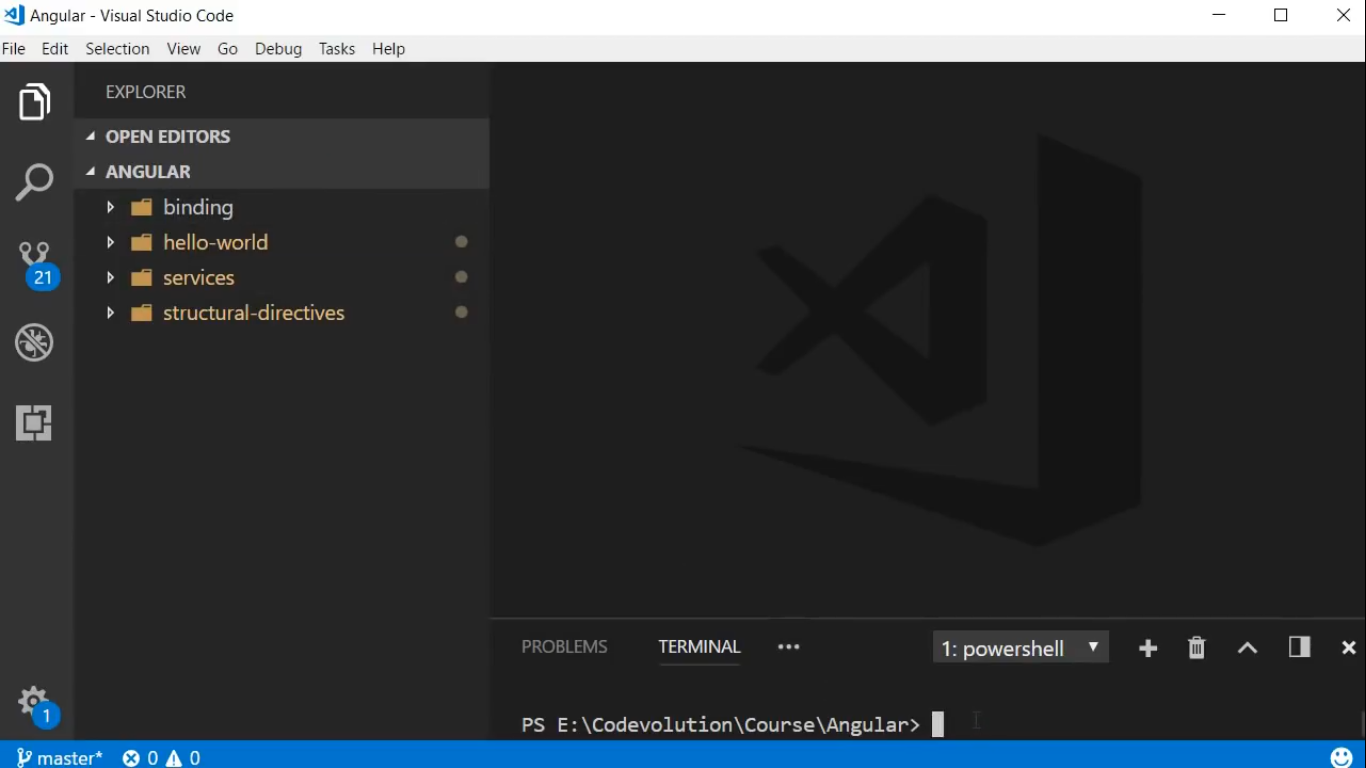 Angular - Visual Studio Code
File Edit Selection View Go Debug Tasks Help
EXPLORER
OPEN EDITORS
ANGULAR
binding
hello-world
services
structural-directives
21
1
PROBLEMS TERMINAL ••• 1: powershell
PS E:\Codevolution\Course\Angular>
master* 0 0